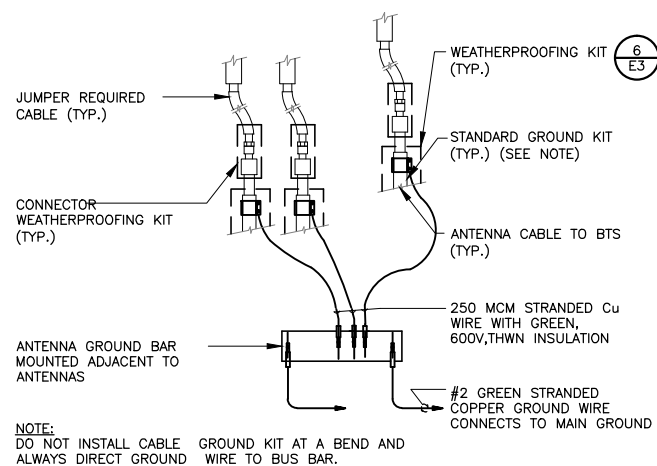 WEATHERPROOFING KIT
(TYP.)
6
E3
JUMPER REQUIRED
CABLE (TYP.)
STANDARD GROUND KIT
(TYP.) (SEE NOTE)
CONNECTOR
WEATHERPROOFING KIT
(TYP.)
ANTENNA CABLE TO BTS
(TYP.)
250 MCM STRANDED Cu
WIRE WITH GREEN,
600V,THWN INSULATION
ANTENNA GROUND BAR
MOUNTED ADJACENT TO
ANTENNAS
#2 GREEN STRANDED
COPPER GROUND WIRE
CONNECTS TO MAIN GROUND
NOTE:
DO NOT INSTALL CABLE GROUND KIT AT A BEND AND
ALWAYS DIRECT GROUND WIRE TO BUS BAR.